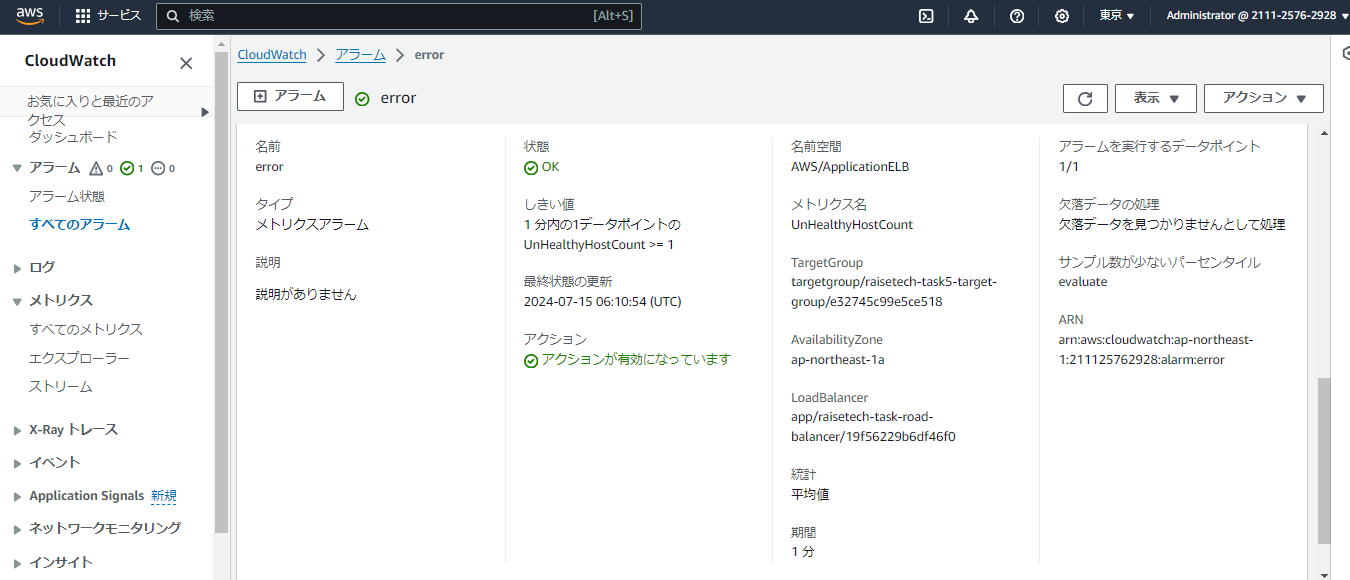 aws サービス 検索 [Alt+S] 東京 Administrator @ 2111-2576-2928
CloudWatch
お気に入りと最近のア
クセス
ダッシュボード
アラーム 0 1 0
アラーム状態
すべてのアラーム
ログ
メトリクス
すべてのメトリクス
エクスプローラー
ストリーム
X-Ray トレース
イベント
Application Signals 新規
ネットワークモニタリング
インサイト
CloudWatch アラーム error
アラーム error 表示 アクション
名前
error
タイプ
メトリクスアラーム
説明
説明がありません
状態
OK
しきい値
1 分内の1データポイントの
UnHealthyHostCount >= 1
最終状態の更新
2024-07-15 06:10:54 (UTC)
アクション
アクションが有効になっています
名前空間
AWS/ApplicationELB
メトリクス名
UnHealthyHostCount
TargetGroup
targetgroup/raisetech-task5-target-
group/e32745c99e5ce518
AvailabilityZone
ap-northeast-1a
LoadBalancer
app/raisetech-task-road-
balancer/19f56229b6df46f0
統計
平均値
期間
1 分
アラームを実行するデータポイント
1/1
欠落データの処理
欠落データを見つかりませんとして処理
サンプル数が少ないパーセンタイル
evaluate
ARN
arn:aws:cloudwatch:ap-northeast-
1:211125762928:alarm:error